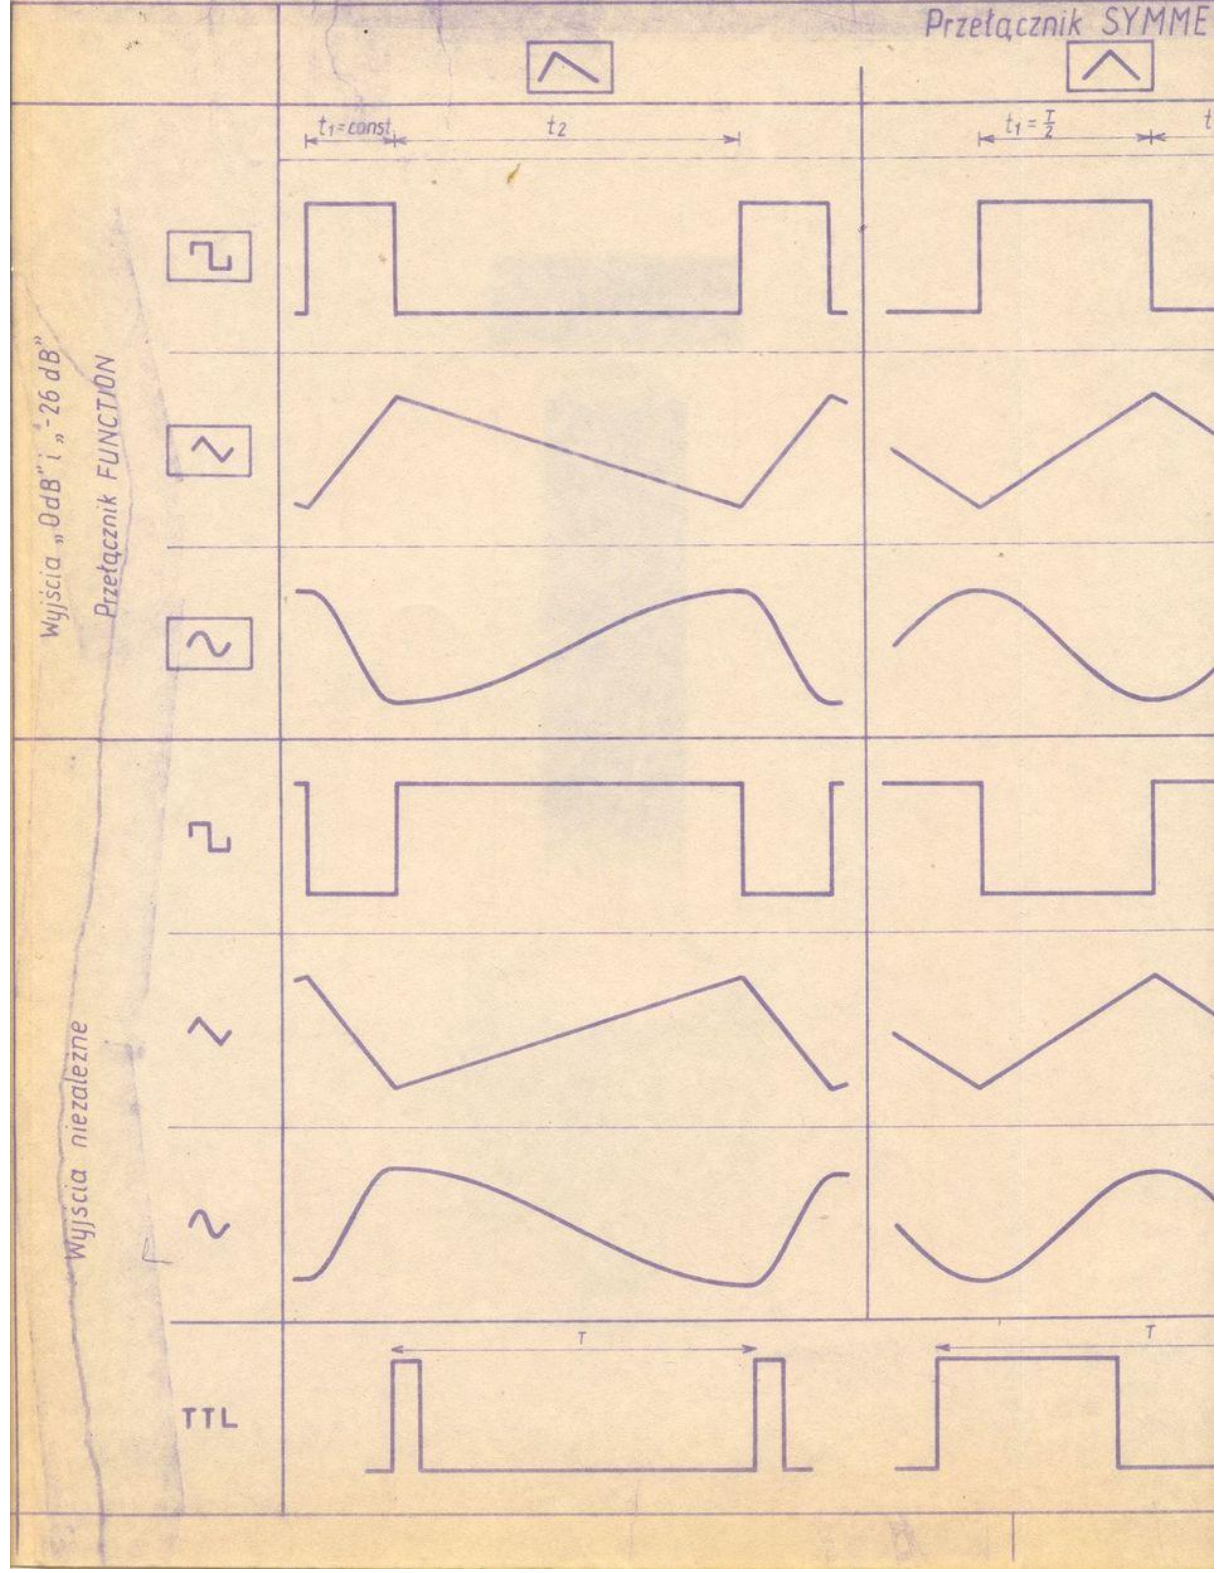 Przełącznik SYMME
t1=const
t2
t1 = T/2
t
Wyjścia „0dB” i „-26 dB”
Przełącznik FUNCTION
Wyjścia niezależne
T
T
TTL